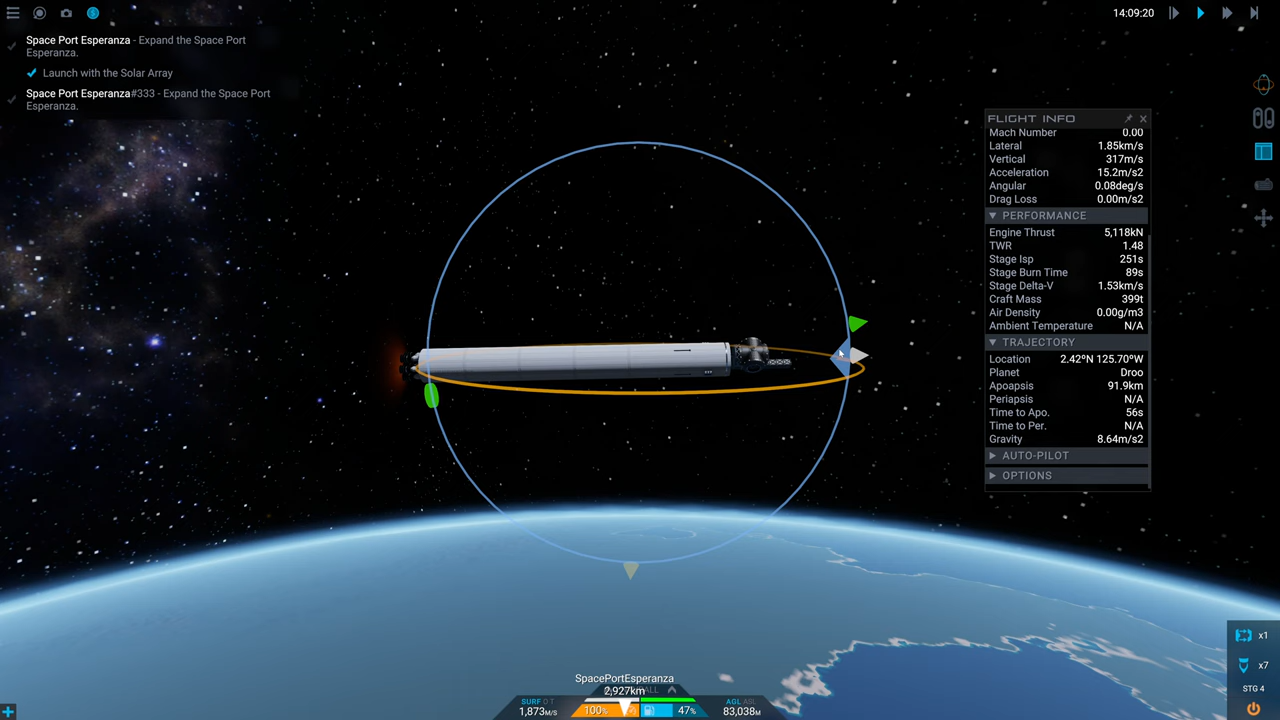 14:09:20
Space Port Esperanza - Expand the Space Port
Esperanza.
Launch with the Solar Array
Space Port Esperanza#333 - Expand the Space Port
Esperanza.
FLIGHT INFO
Mach Number 0.00
Lateral 1.85km/s
Vertical 317m/s
Acceleration 15.2m/s2
Angular 0.08deg/s
Drag Loss 0.00m/s2
PERFORMANCE
Engine Thrust 5,118kN
TWR 1.48
Stage Isp 251s
Stage Burn Time 89s
Stage Delta-V 1.53km/s
Craft Mass 399t
Air Density 0.00g/m3
Ambient Temperature N/A
TRAJECTORY
Location 2.42ºN 125.70ºW
Planet Droo
Apoapsis 91.9km
Periapsis N/A
Time to Apo. 56s
Time to Per. N/A
Gravity 8.64m/s2
AUTO-PILOT
OPTIONS
x1
x7
STG 4
SpacePortEsperanza
2,927km
SURF O T
1,873M/S
100%
47%
AGL ASL
83,038M